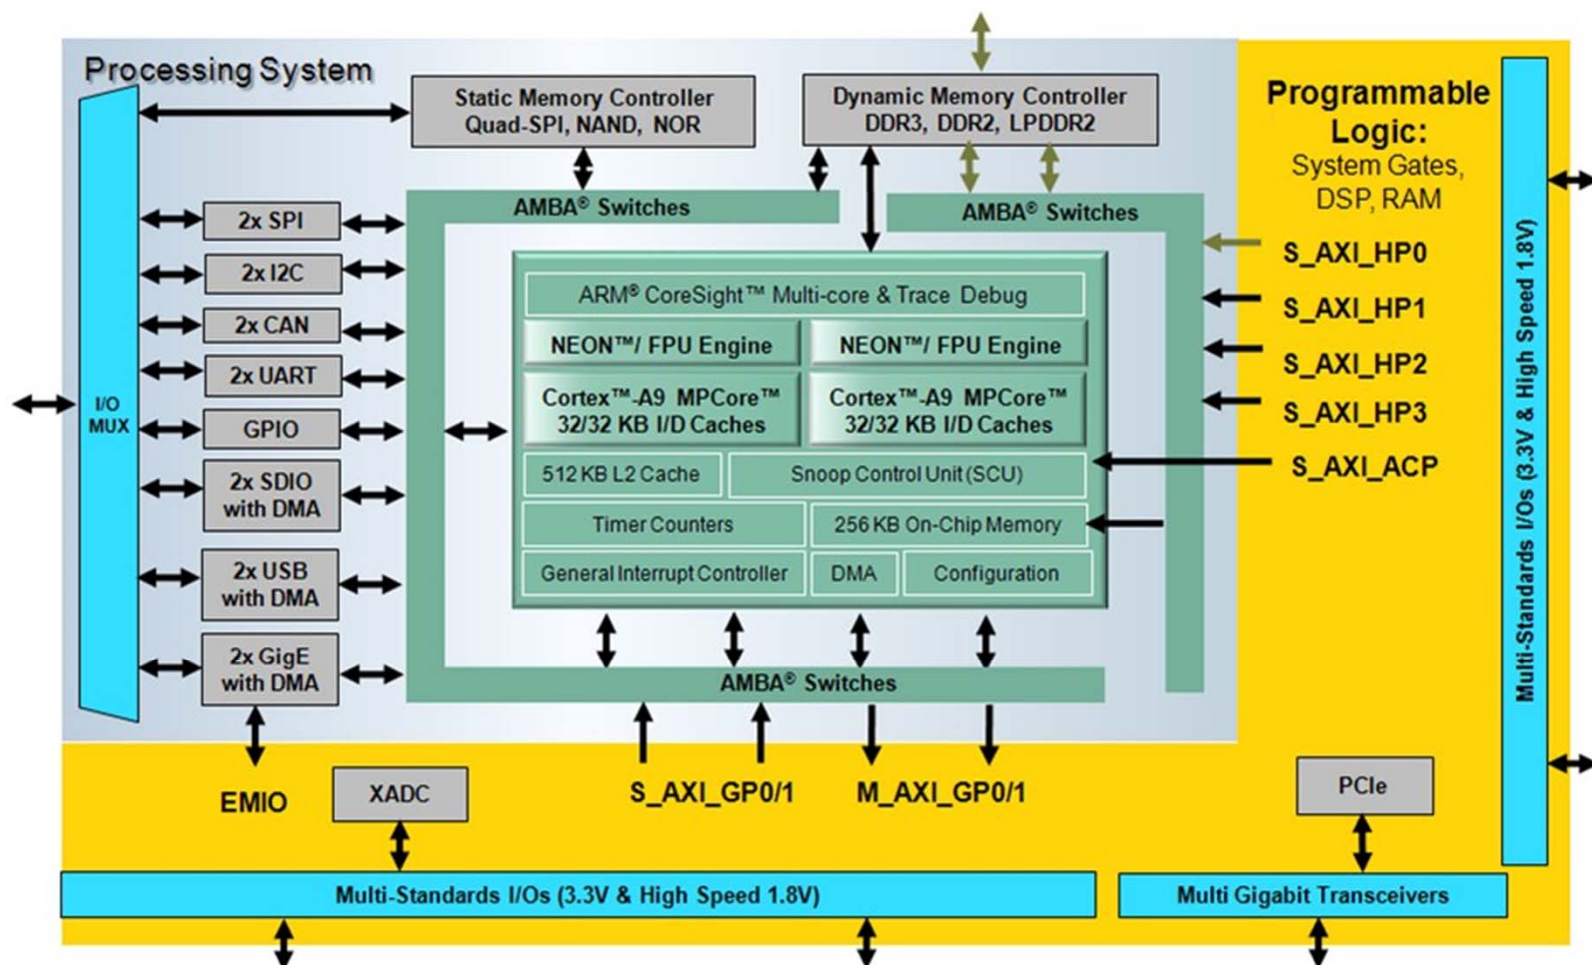 Processing System
Static Memory Controller
Quad-SPI, NAND, NOR
Dynamic Memory Controller
DDR3, DDR2, LPDDR2
Programmable
Logic:
System Gates,
DSP, RAM
AMBA® Switches
AMBA® Switches
I/O
MUX
2x SPI
2x I2C
2x CAN
2x UART
GPIO
2x SDIO
with DMA
2x USB
with DMA
2x GigE
with DMA
ARM® CoreSight™ Multi-core & Trace Debug
NEON™/ FPU Engine
NEON™/ FPU Engine
Cortex™-A9 MPCore™
32/32 KB I/D Caches
Cortex™-A9 MPCore™
32/32 KB I/D Caches
512 KB L2 Cache
Snoop Control Unit (SCU)
Timer Counters
256 KB On-Chip Memory
General Interrupt Controller
DMA
Configuration
AMBA® Switches
S_AXI_HP0
S_AXI_HP1
S_AXI_HP2
S_AXI_HP3
S_AXI_ACP
Multi-Standards I/Os (3.3V & High Speed 1.8V)
EMIO
XADC
S_AXI_GP0/1
M_AXI_GP0/1
PCIe
Multi-Standards I/Os (3.3V & High Speed 1.8V)
Multi Gigabit Transceivers